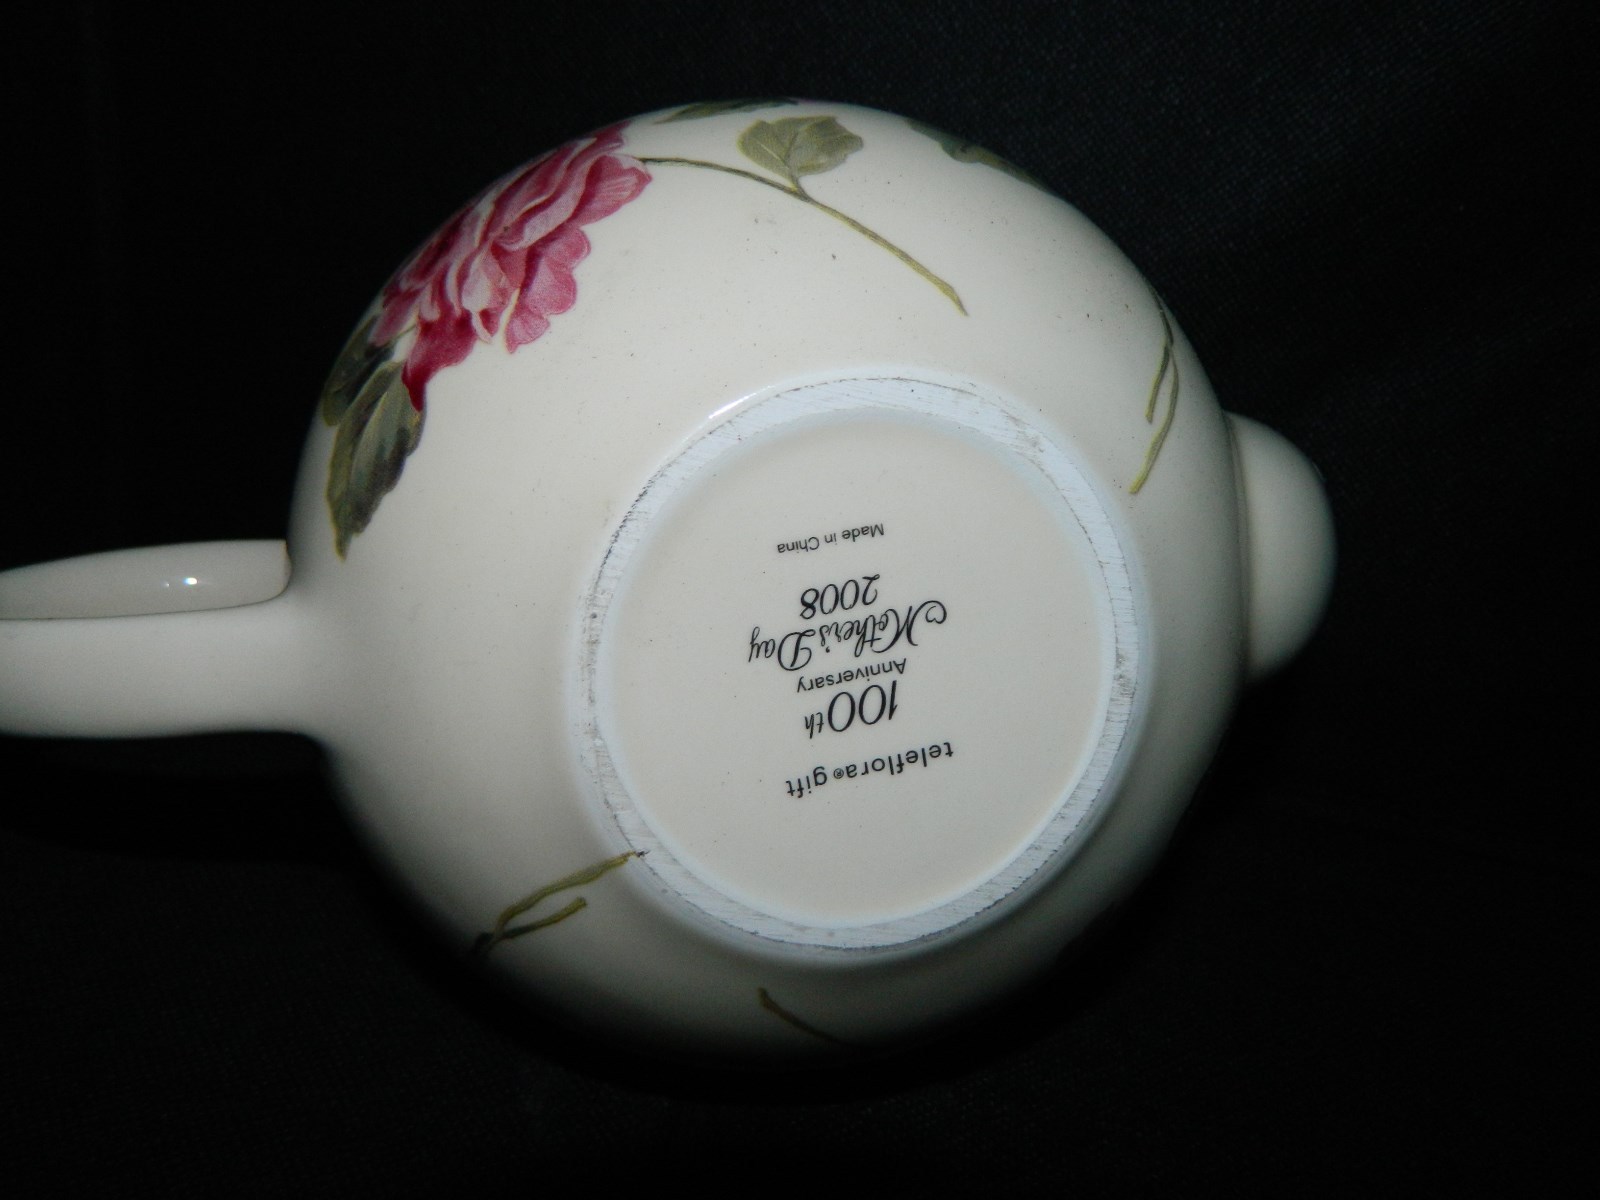 teleflora® gift
100th
Anniversary
Mother's Day
2008
Made in China